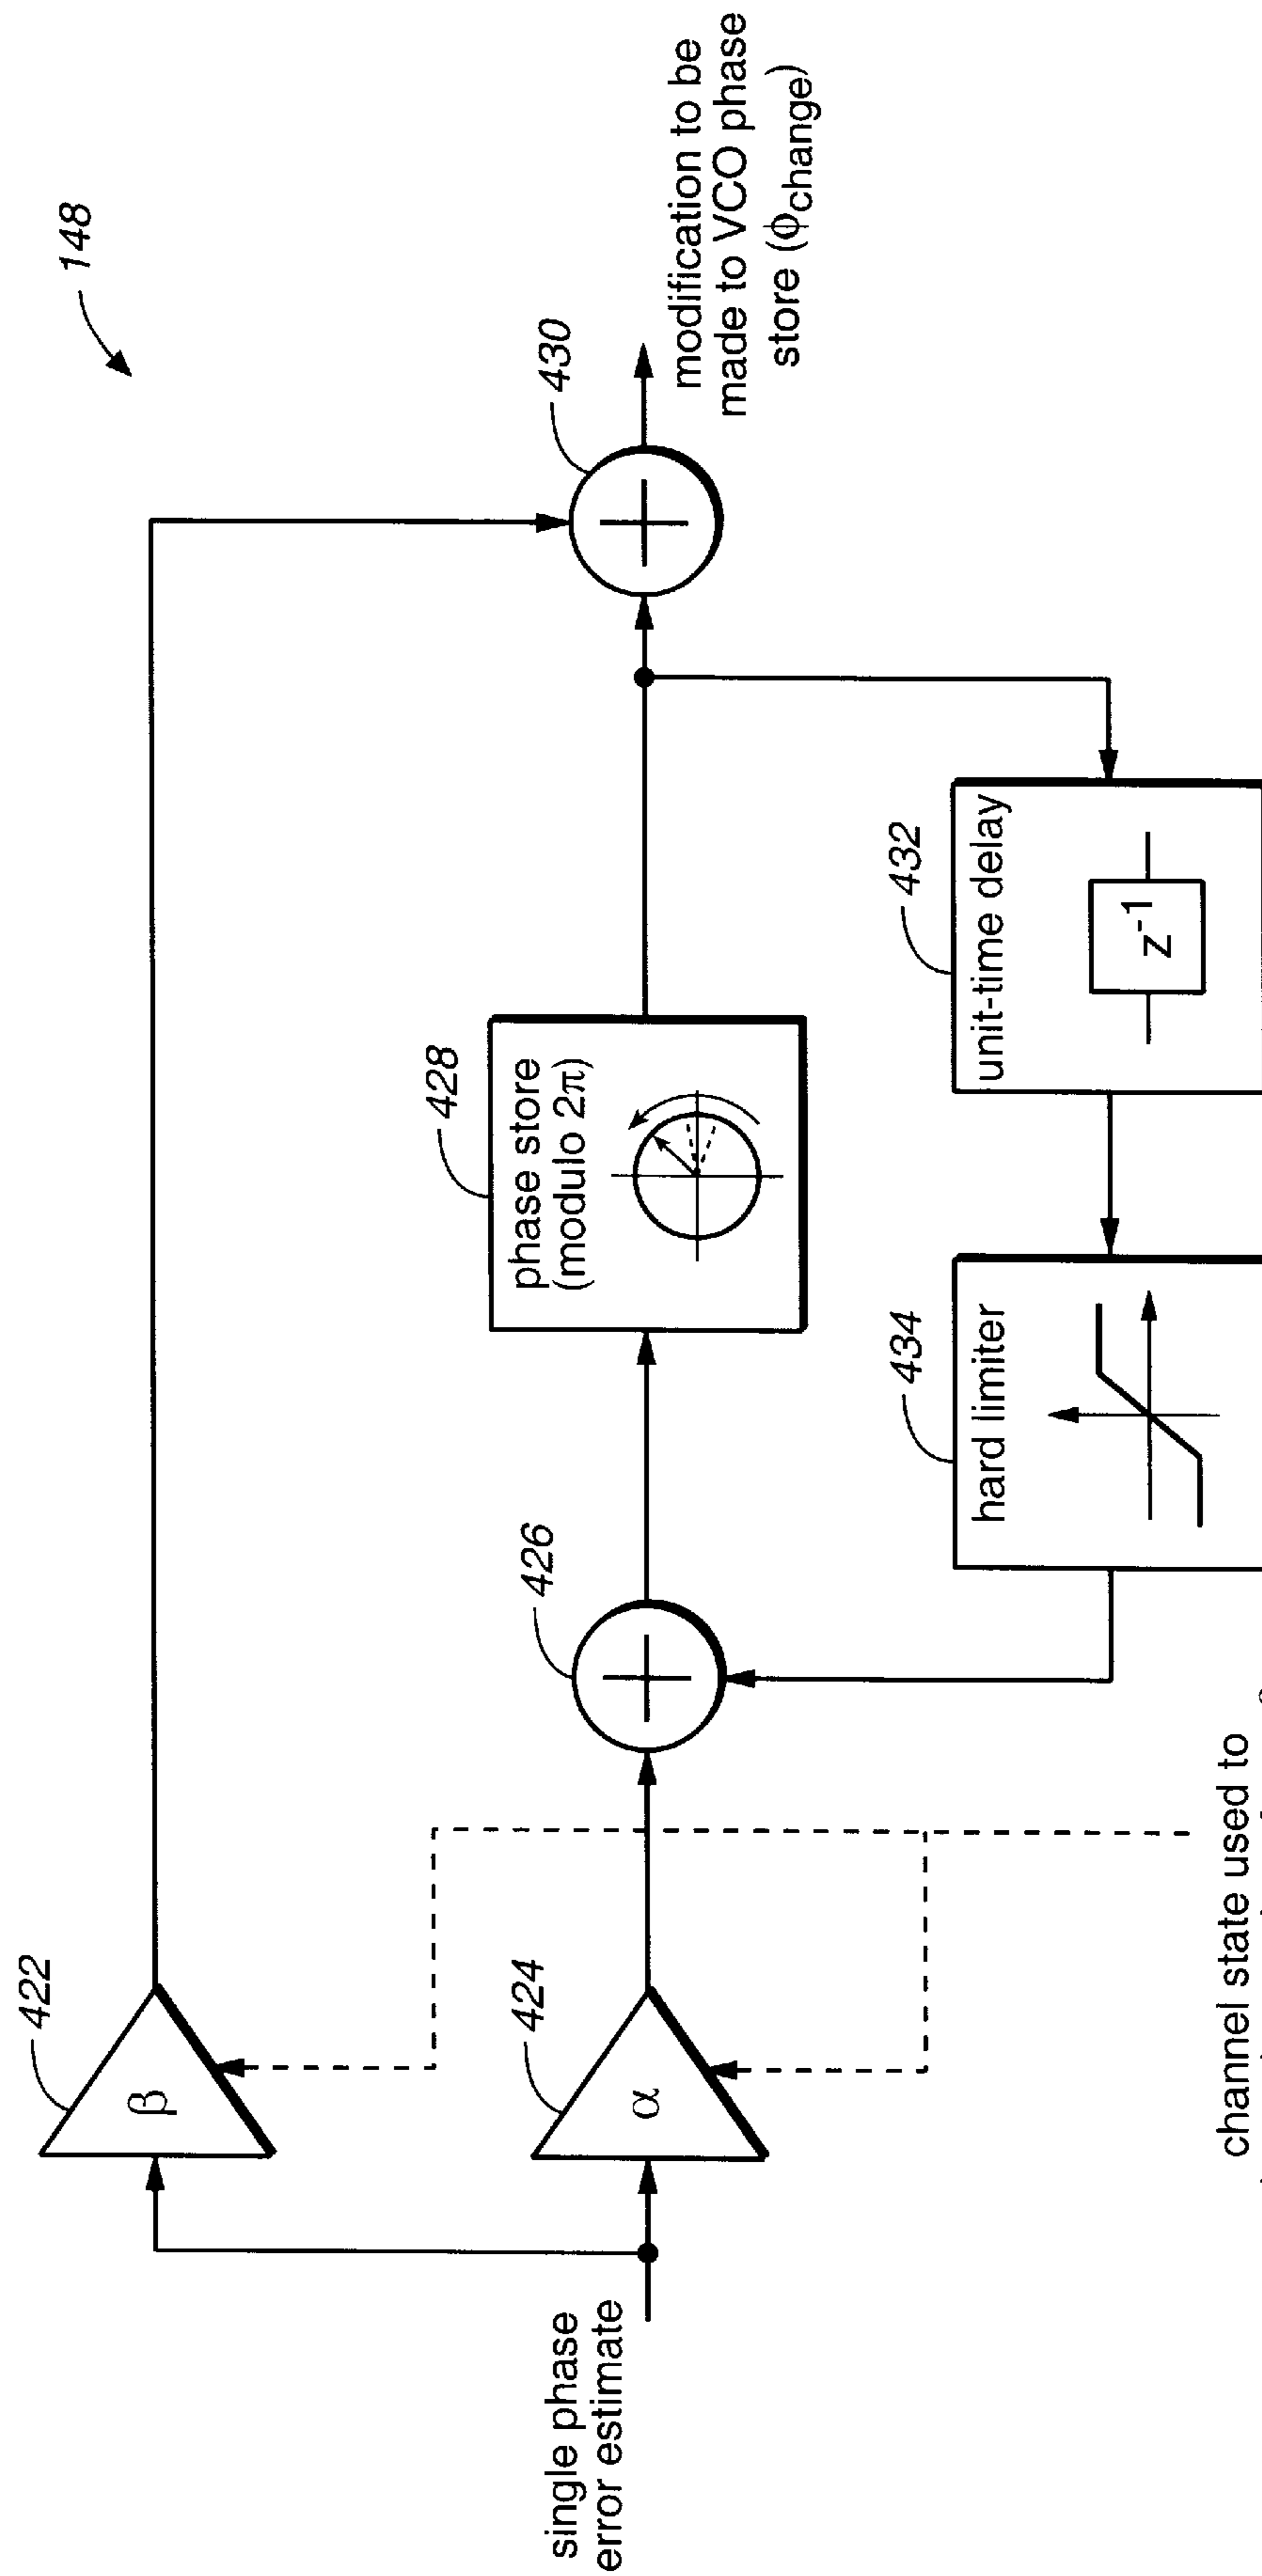 148
422
β
424
α
single phase
error estimate
426
428
phase store
(modulo 2π)
430
modification to be
made to VCO phase
store (ϕchange)
434
hard limiter
432
unit-time delay
z-1
channel state used to